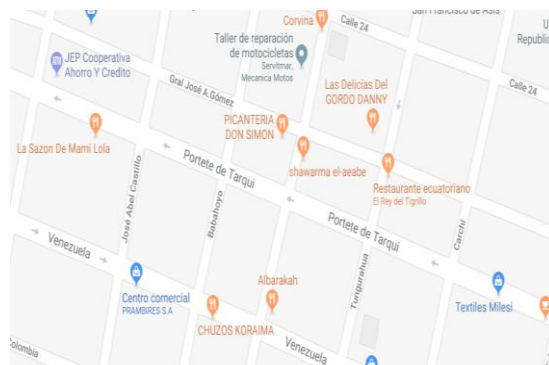 San Francisco de Asís
Corvina
Calle 24
Taller de reparación
de motocicletas
Servitmar,
Mecanica Motos
JEP Cooperativa
Ahorro Y Credito
Gral José A.Gómez
Las Delicias Del
GORDO DANNY
Calle 24
Republic
PICANTERIA
DON SIMON
La Sazon De Mami Lola
Portete de Tarqui
shawarma el-aeabe
Restaurante ecuatoriano
El Rey del Tigrillo
José Abel Castillo
Babahoyo
Portete de Tarqui
Carchi
Venezuela
Tungurahua
Centro comercial
PRAMBIRES S.A
Albarakah
Textiles Milesi
CHUZOS KORAIMA
Venezuela
Colombia